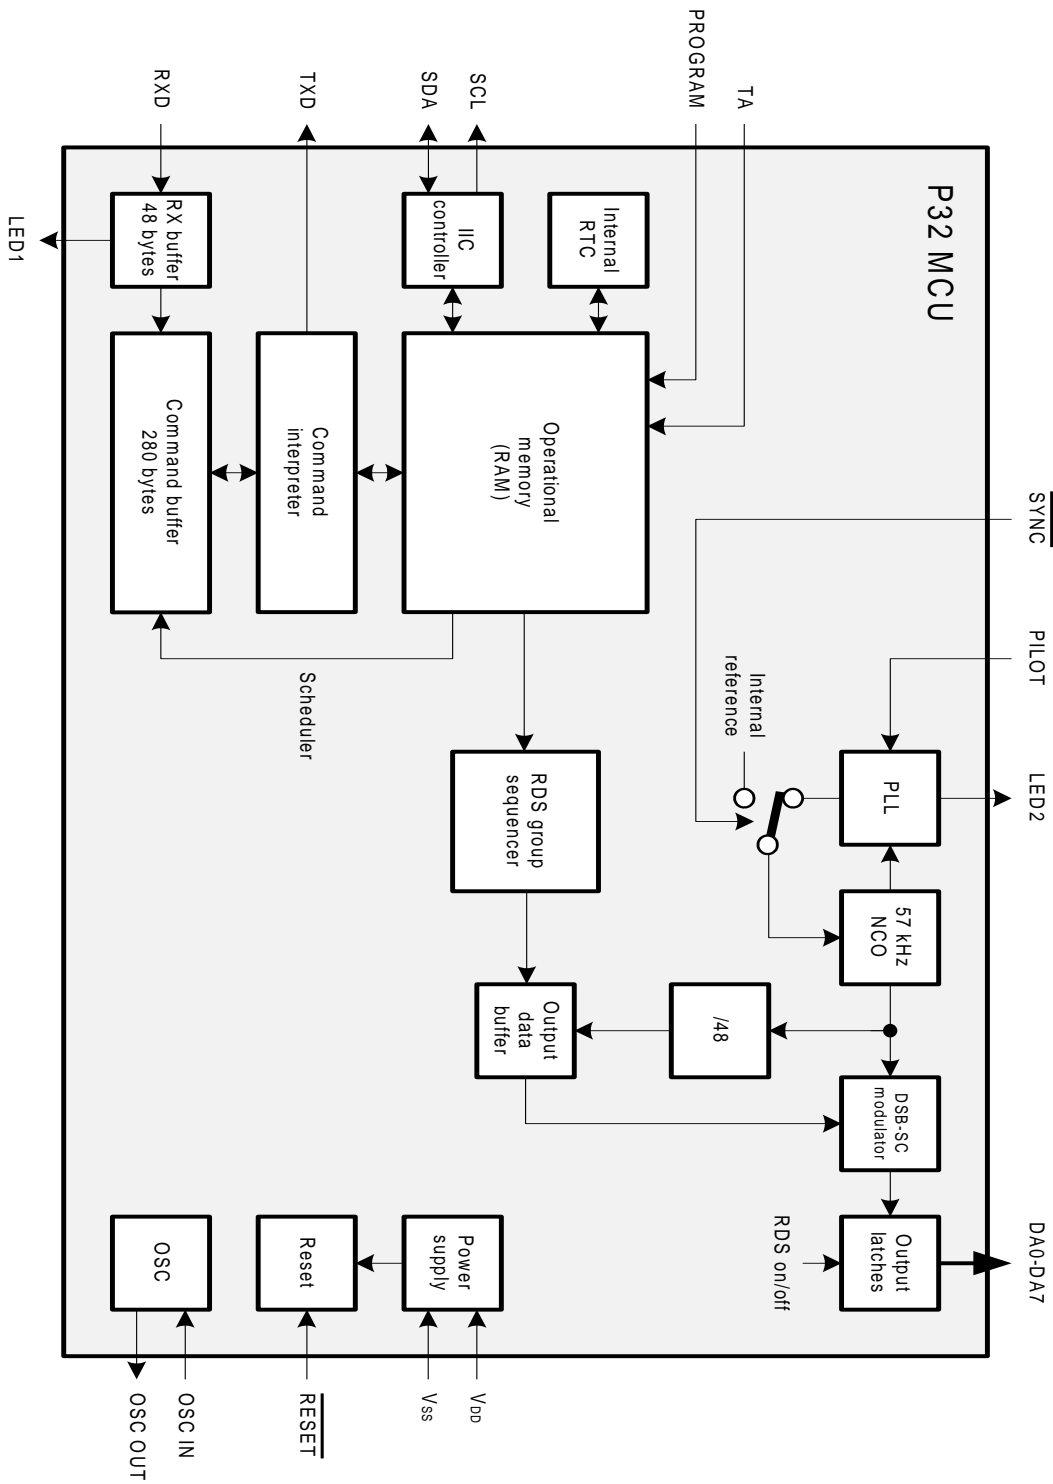 P32 MCU
TA
PROGRAM
SCL
SDA
TXD
RXD
LED1
RX buffer
48 bytes
IIC
controller
Internal
RTC
Command buffer
280 bytes
Command
interpreter
Operational
memory
(RAM)
Scheduler
SYNC
PILOT
LED2
DA0-DA7
Internal
reference
PLL
57 kHz
NCO
RDS group
sequencer
Output
data
buffer
/48
DSB-SC
modulator
Output
latches
RDS on/off
Power
supply
Reset
OSC
VDD
VSS
RESET
OSC IN
OSC OUT